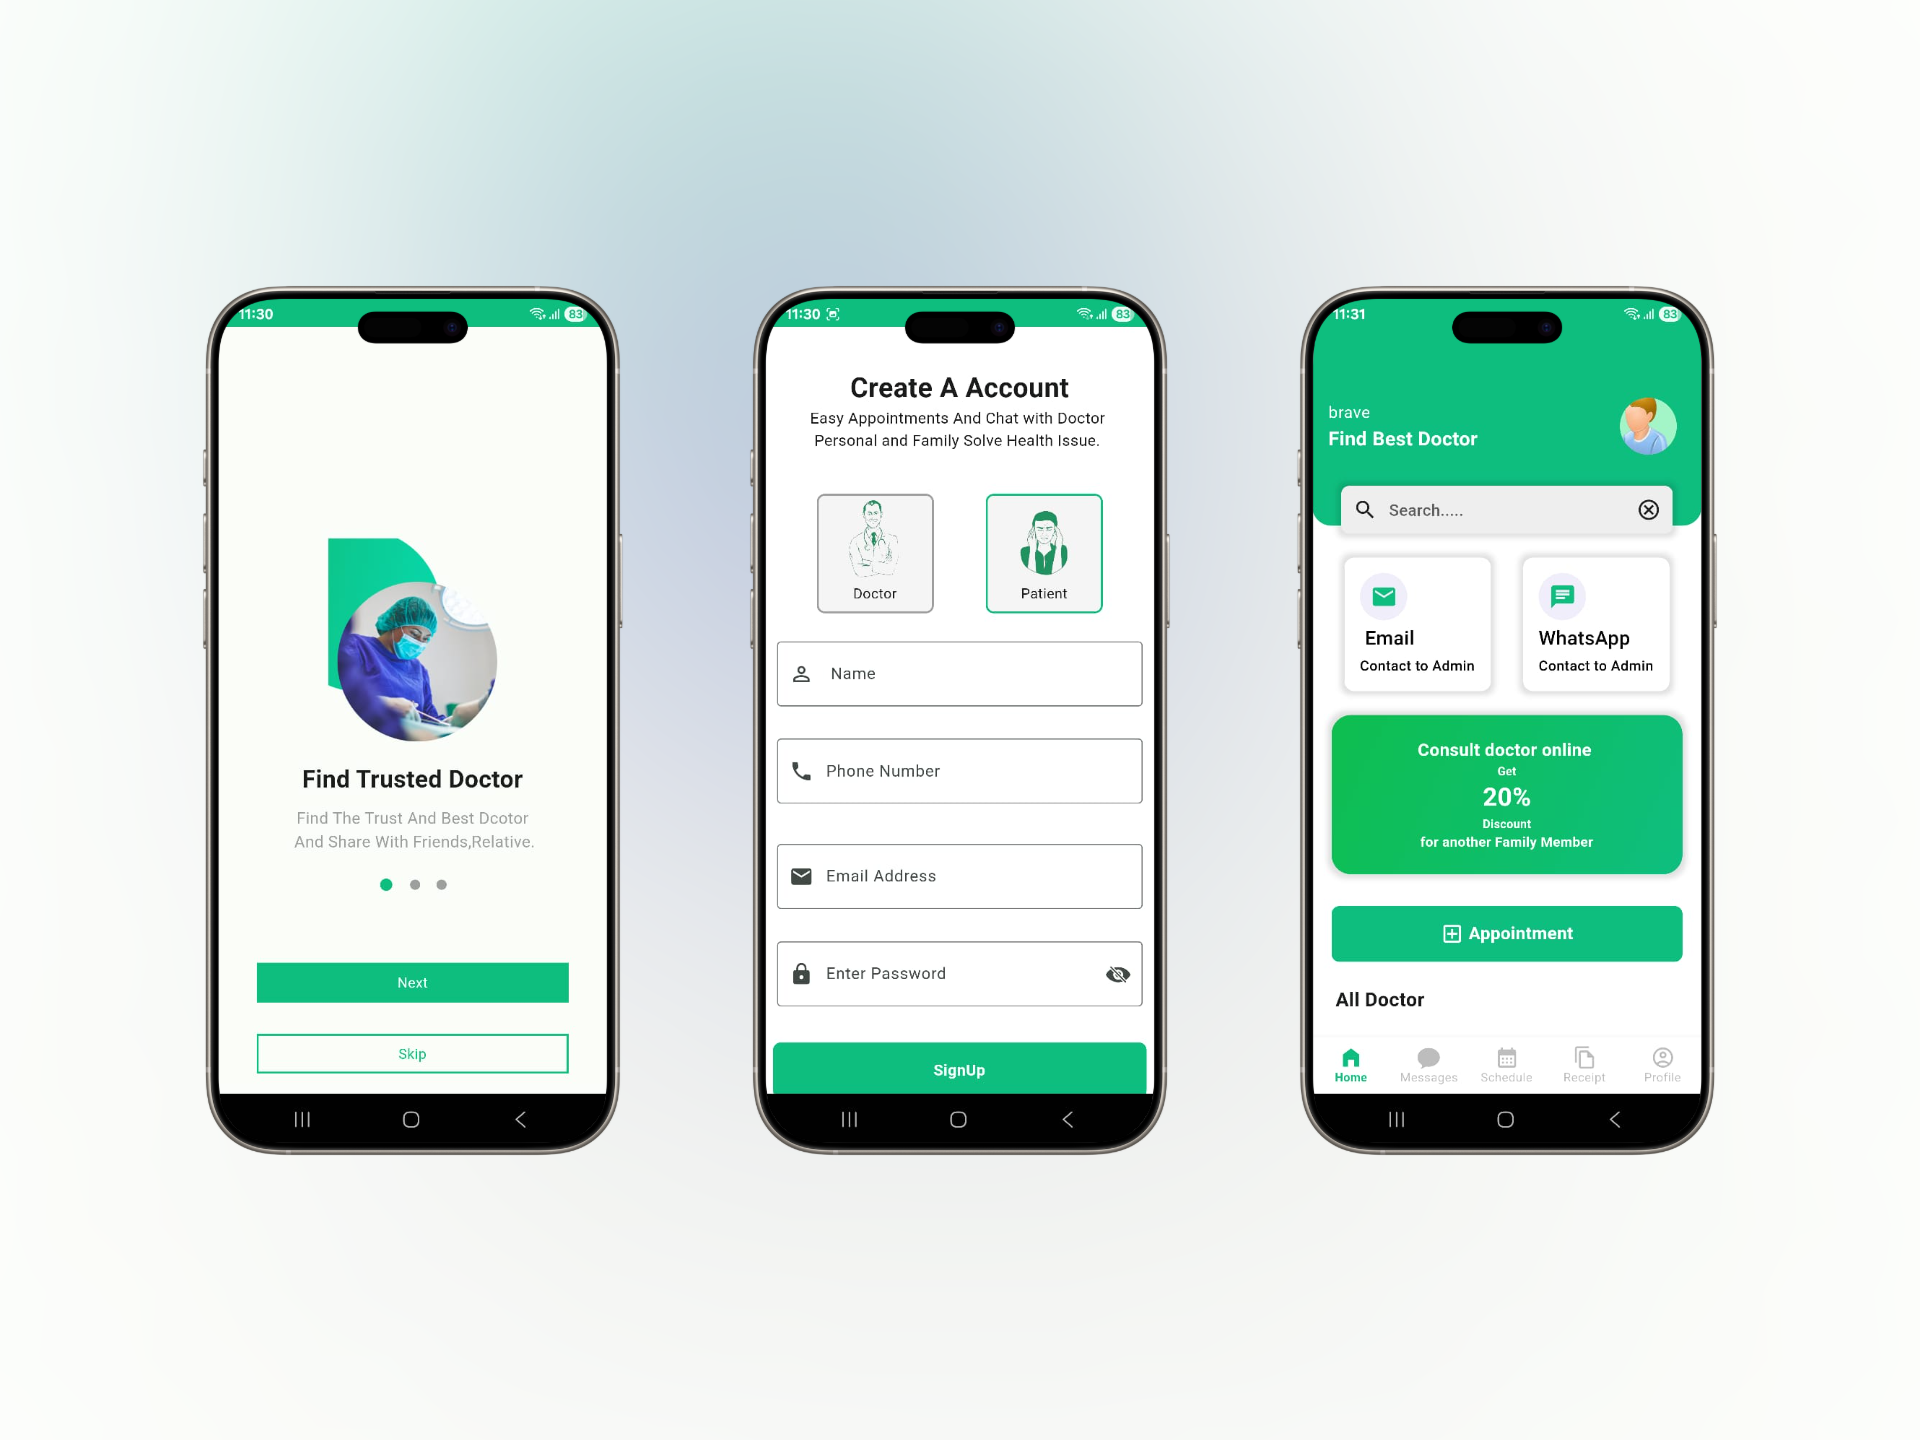 11:30
83
Find Trusted Doctor
Find The Trust And Best Dcotor
And Share With Friends,Relative.
Next
Skip
11:30
83
Create A Account
Easy Appointments And Chat with Doctor
Personal and Family Solve Health Issue.
Doctor
Patient
Name
Phone Number
Email Address
Enter Password
SignUp
11:31
83
brave
Find Best Doctor
Search.....
Email
Contact to Admin
WhatsApp
Contact to Admin
Consult doctor online
Get
20%
Discount
for another Family Member
Appointment
All Doctor
Home
Messages
Schedule
Receipt
Profile